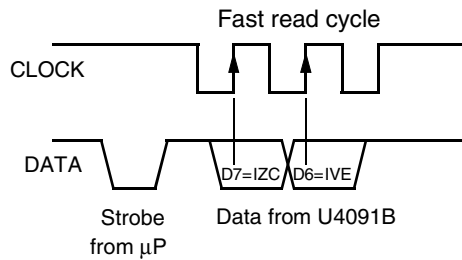 Fast read cycle
CLOCK
DATA
D7=IZC
D6=IVE
Strobe
from µP
Data from U4091B